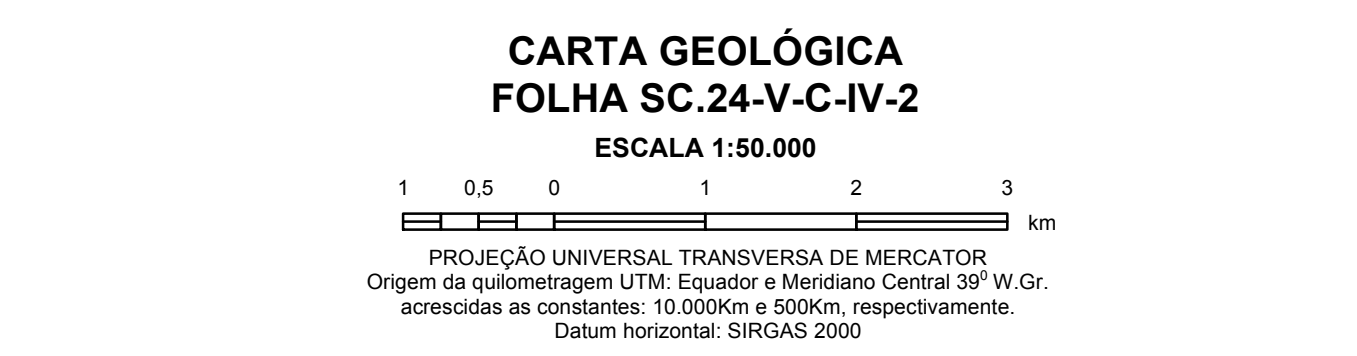 CARTA GEOLÓGICA
FOLHA SC.24-V-C-IV-2
ESCALA 1:50.000
1 0,5 0 1 2 3
km
PROJEÇÃO UNIVERSAL TRANSVERSA DE MERCATOR
Origem da quilometragem UTM: Equador e Meridiano Central 39⁰ W.Gr.
acrescidas as constantes: 10.000Km e 500Km, respectivamente.
Datum horizontal: SIRGAS 2000